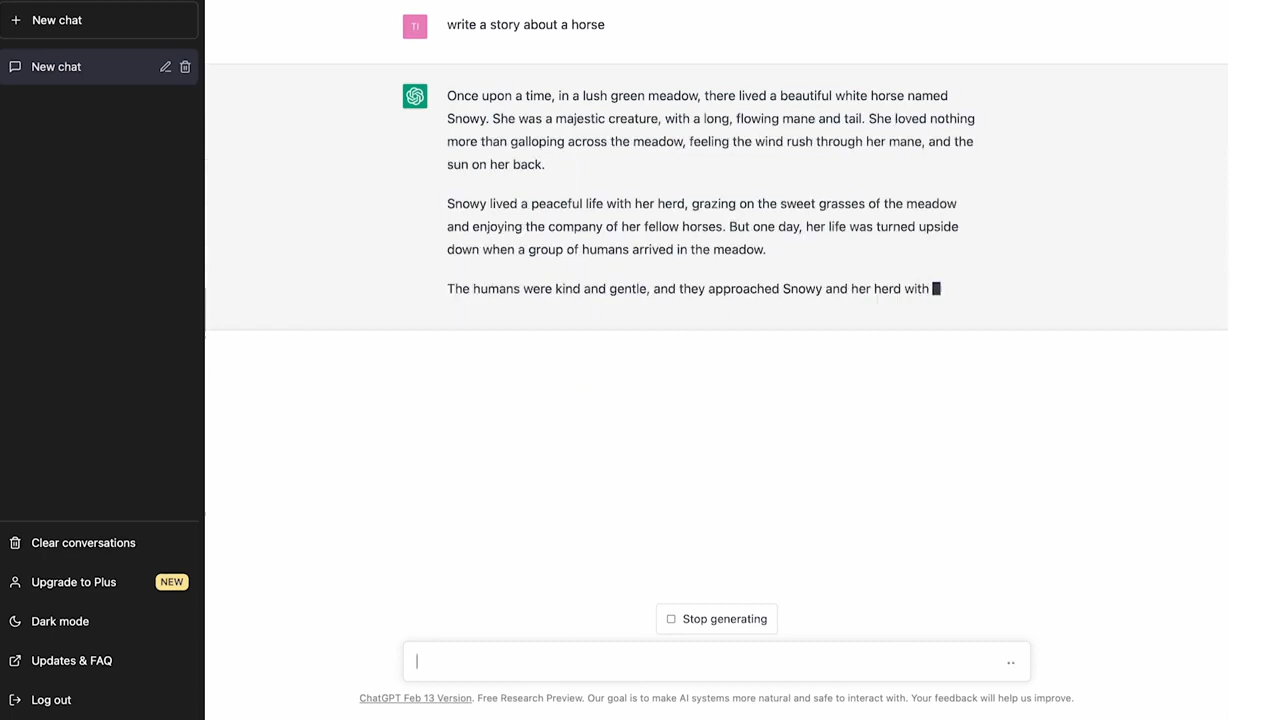 New chat
New chat
Clear conversations
Upgrade to Plus NEW
Dark mode
Updates & FAQ
Log out
TI write a story about a horse
Once upon a time, in a lush green meadow, there lived a beautiful white horse named
Snowy. She was a majestic creature, with a long, flowing mane and tail. She loved nothing
more than galloping across the meadow, feeling the wind rush through her mane, and the
sun on her back.
Snowy lived a peaceful life with her herd, grazing on the sweet grasses of the meadow
and enjoying the company of her fellow horses. But one day, her life was turned upside
down when a group of humans arrived in the meadow.
The humans were kind and gentle, and they approached Snowy and her herd with
Stop generating
ChatGPT Feb 13 Version. Free Research Preview. Our goal is to make AI systems more natural and safe to interact with. Your feedback will help us improve.